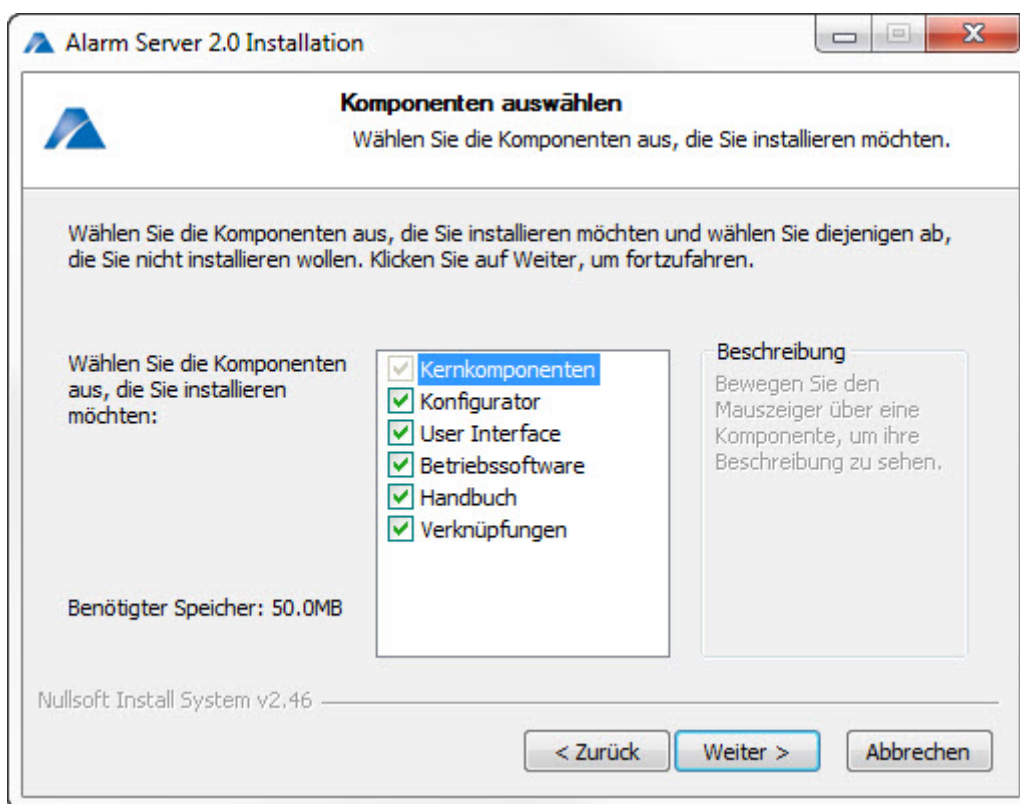 Alarm Server 2.0 Installation
Komponenten auswählen
Wählen Sie die Komponenten aus, die Sie installieren möchten.
Wählen Sie die Komponenten aus, die Sie installieren möchten und wählen Sie diejenigen ab,
die Sie nicht installieren wollen. Klicken Sie auf Weiter, um fortzufahren.
Wählen Sie die Komponenten
aus, die Sie installieren
möchten:
Kernkomponenten
Konfigurator
User Interface
Betriebssoftware
Handbuch
Verknüpfungen
Beschreibung
Bewegen Sie den
Mauszeiger über eine
Komponente, um ihre
Beschreibung zu sehen.
Benötigter Speicher: 50.0MB
Nullsoft Install System v2.46
< Zurück
Weiter >
Abbrechen